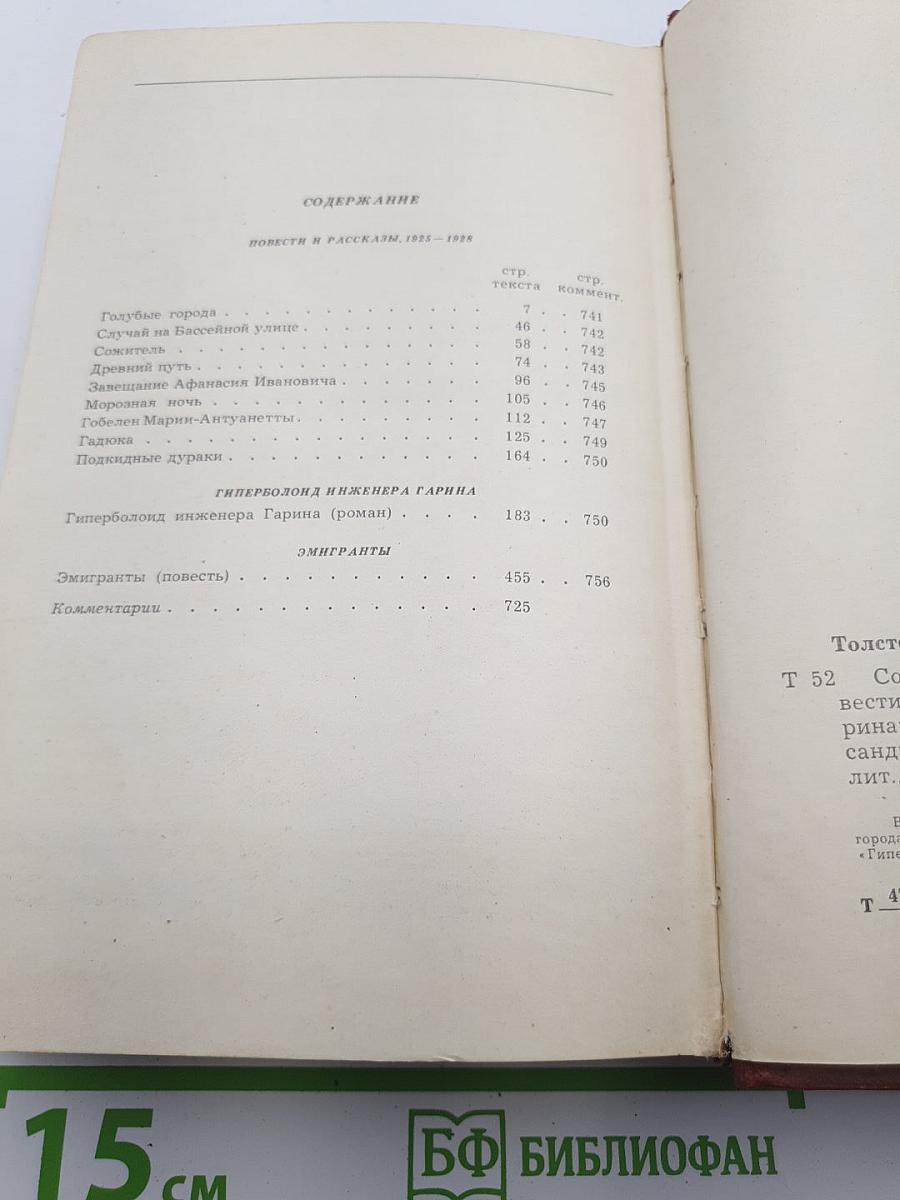 СОДЕРЖАНИЕ
ПОВЕСТИ И РАССКАЗЫ, 1925—1928
стр. текста стр. коммент.
Голубые города . . . . . . . . . . . . . 7 . . 741
Случай на Бассейной улице . . . . . . . . . 46 . . 742
Сожитель . . . . . . . . . . . . . . . 58 . . 742
Древний путь . . . . . . . . . . . . . . 74 . . 743
Завещание Афанасия Ивановича . . . . . . . 96 . . 745
Морозная ночь . . . . . . . . . . . . . 105 . . 746
Гобелен Марии-Антуанетты . . . . . . . . . 112 . . 747
Гадюка . . . . . . . . . . . . . . . . 125 . . 749
Подкидные дураки . . . . . . . . . . . . 164 . . 750
ГИПЕРБОЛОИД ИНЖЕНЕРА ГАРИНА
Гиперболоид инженера Гарина (роман) . . . . 183 . . 750
ЭМИГРАНТЫ
Эмигранты (повесть) . . . . . . . . . . . 455 . . 756
Комментарии . . . . . . . . . . . . . . 725
Толст
Т 52 Со
вести
рина
санд
лит.
В
города
«Гипе
Т 4
15 см
БФ БИБЛИОФАН